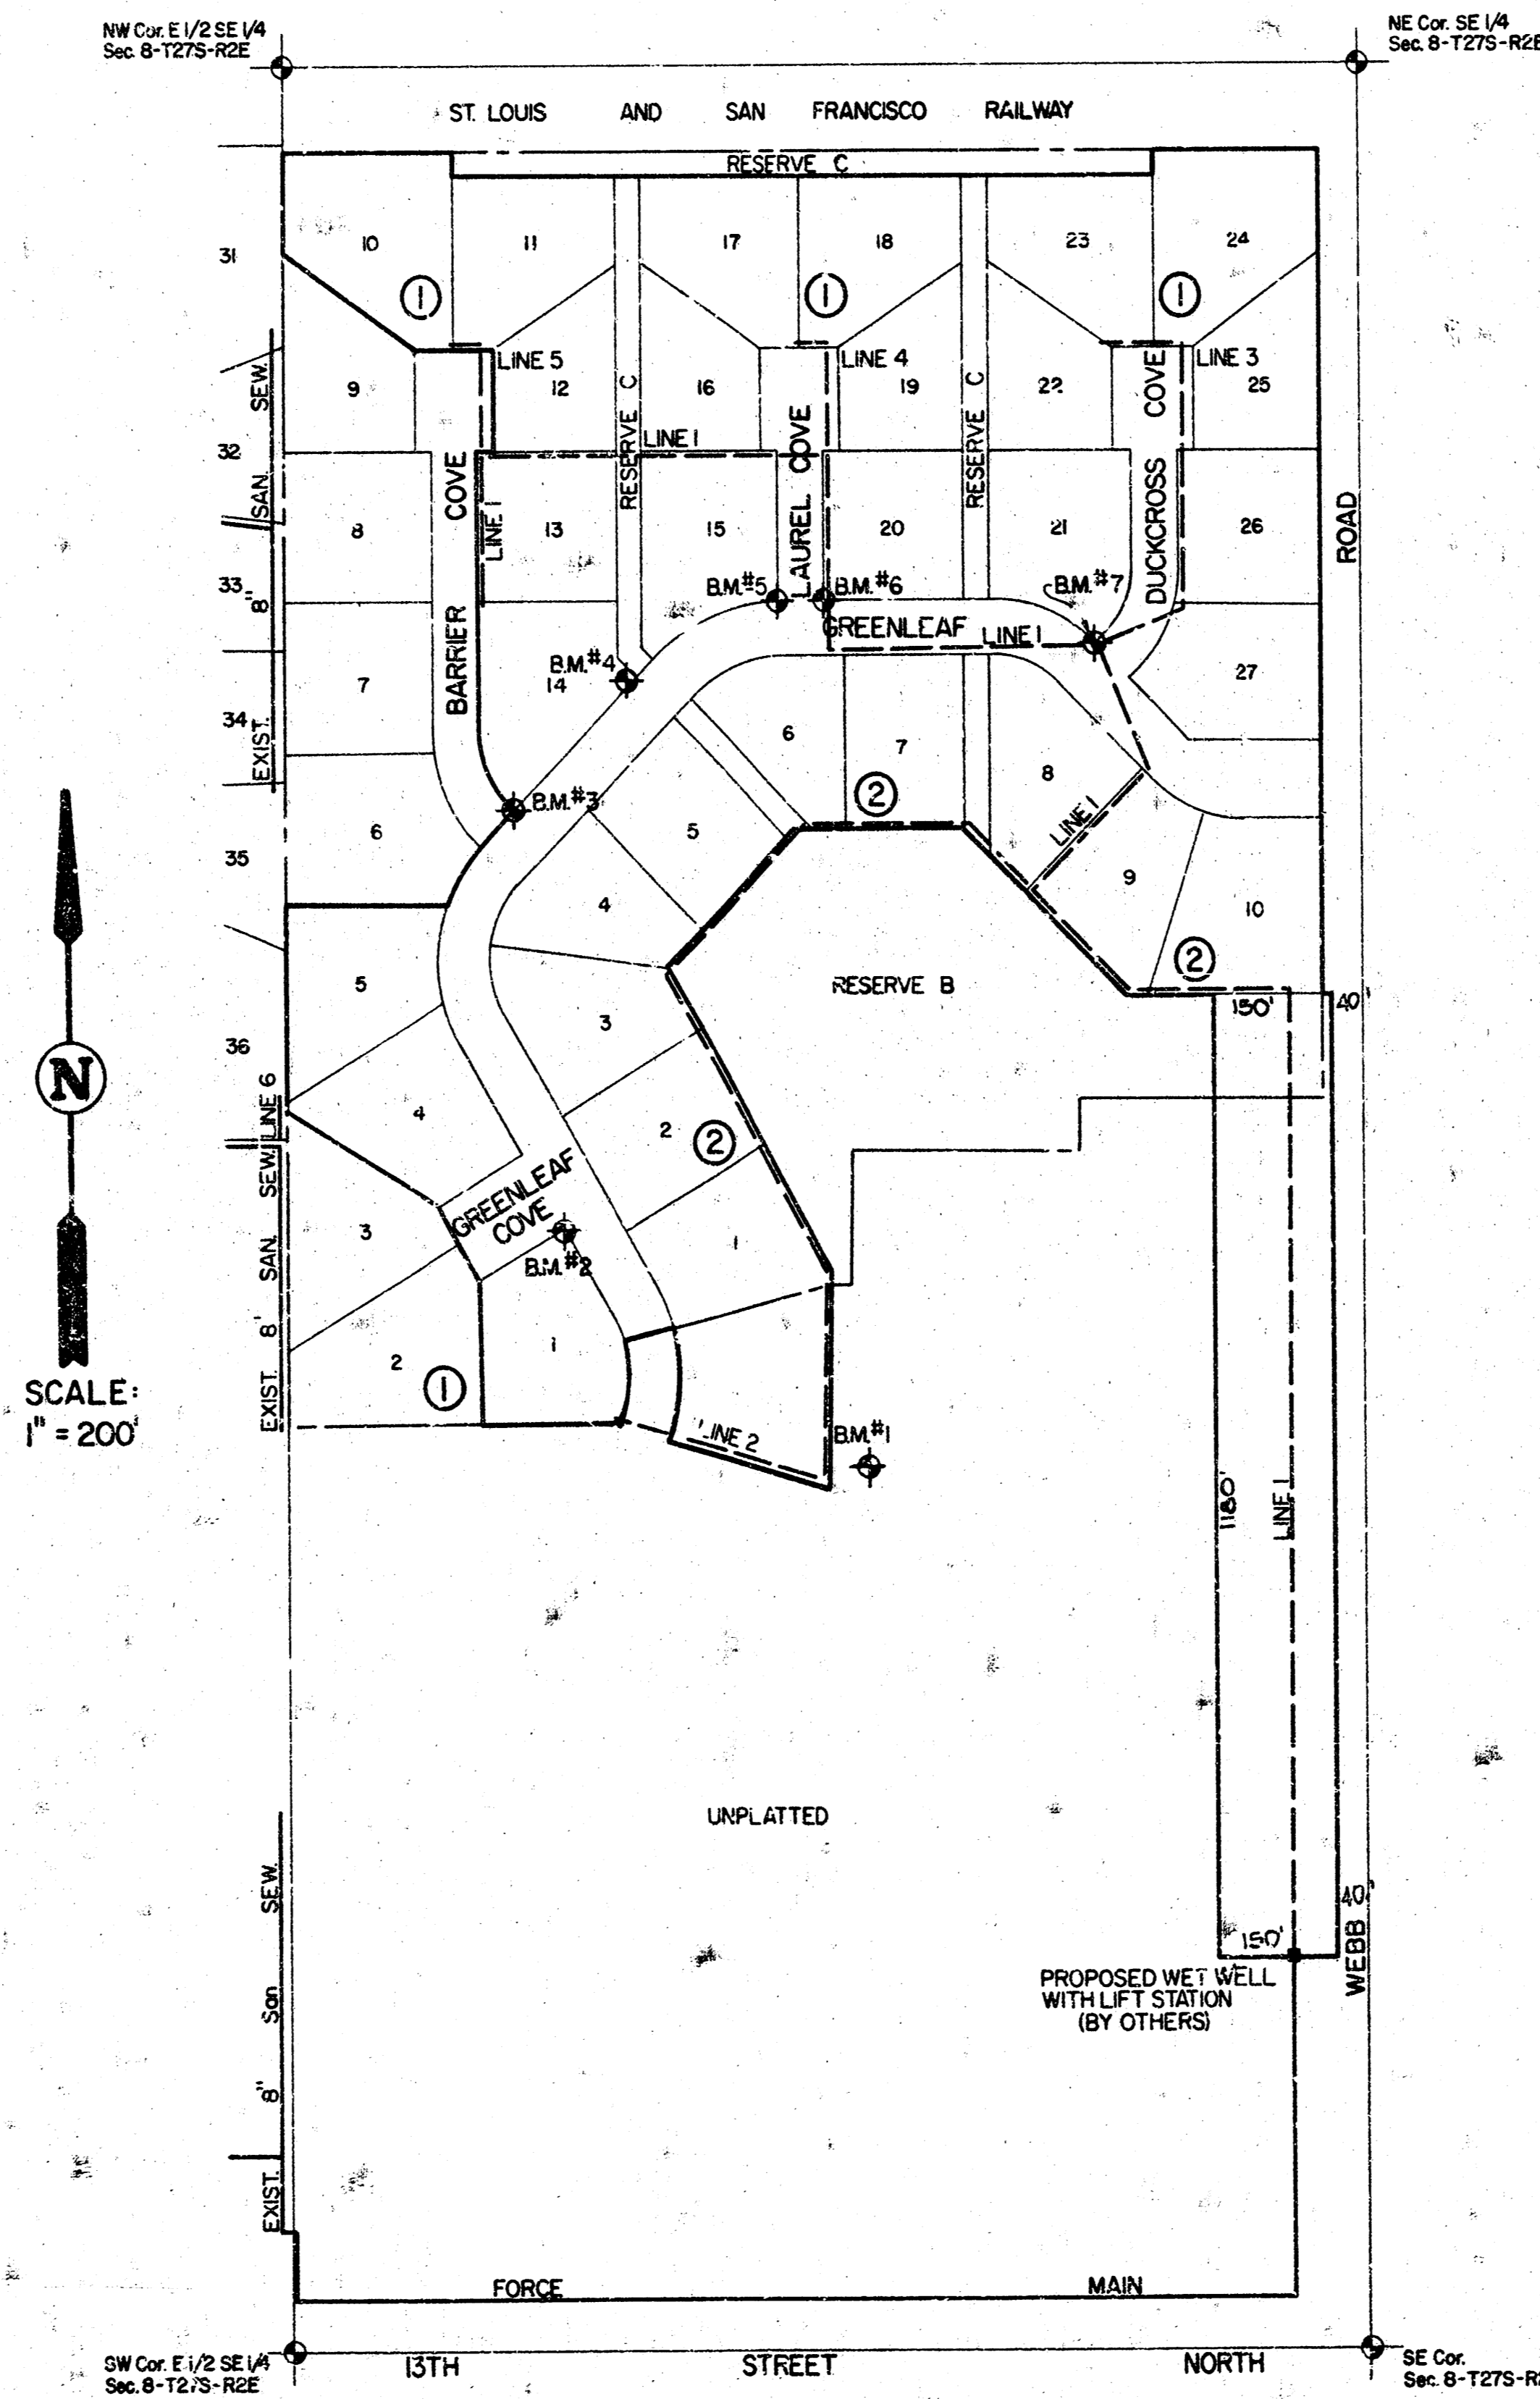 NW Cor. E 1/2 SE 1/4
Sec. 8-T27S-R2E
NE Cor. SE 1/4
Sec. 8-T27S-R2E
ST. LOUIS AND SAN FRANCISCO RAILWAY
RESERVE C
31
10
11
17
18
23
24
1
1
1
LINE 5
LINE 4
LINE 3
9
12
RESERVE C
16
19
RESERVE C
22
25
32
LINE 1
BARRIER COVE
LAUREL COVE
DUCKCROSS COVE
EXIST. 8" SAN. SEW.
8
LINE 1
13
15
20
21
26
ROAD
33
B.M.#5
B.M.#6
B.M.#7
GREENLEAF
LINE 1
7
B.M.#4
14
27
34
6
7
8
2
B.M.#3
6
5
LINE 1
35
9
4
10
2
5
RESERVE B
150'
40'
3
36
LINE 6
4
2
2
GREENLEAF
COVE
3
1
B.M.#2
EXIST. 8' SAN. SEW.
1
2
1
N
SCALE:
1" = 200'
LINE 2
B.M.#1
1180'
LINE 1
UNPLATTED
40'
150'
WEBB
PROPOSED WET WELL
WITH LIFT STATION
(BY OTHERS)
EXIST. 8" San SEW.
FORCE MAIN
SW Cor. E 1/2 SE 1/4
Sec. 8-T27S-R2E
13TH STREET NORTH
SE Cor.
Sec. 8-T27S-R